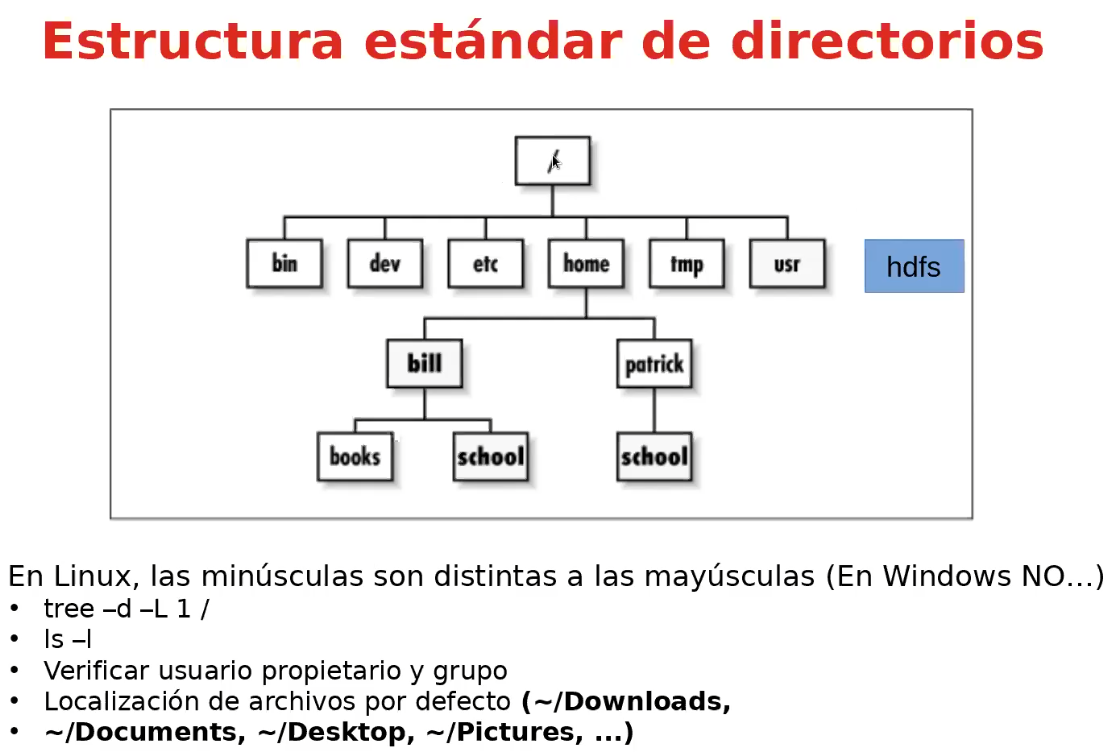 Estructura estándar de directorios
/
bin dev etc home tmp usr hdfs
bill patrick
books school school
En Linux, las minúsculas son distintas a las mayúsculas (En Windows NO...)
• tree –d –L 1 /
• ls –l
• Verificar usuario propietario y grupo
• Localización de archivos por defecto (~/Downloads,
• ~/Documents, ~/Desktop, ~/Pictures, ...)